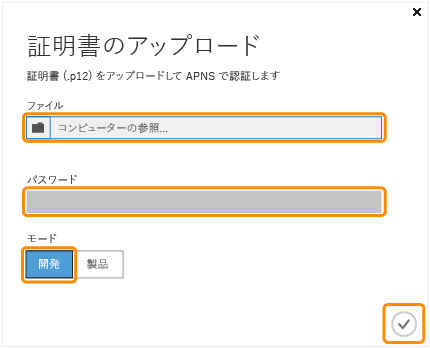 証明書のアップロード
証明書 (.p12) をアップロードして APNS で認証します
ファイル
コンピューターの参照...
パスワード
モード
開発 製品